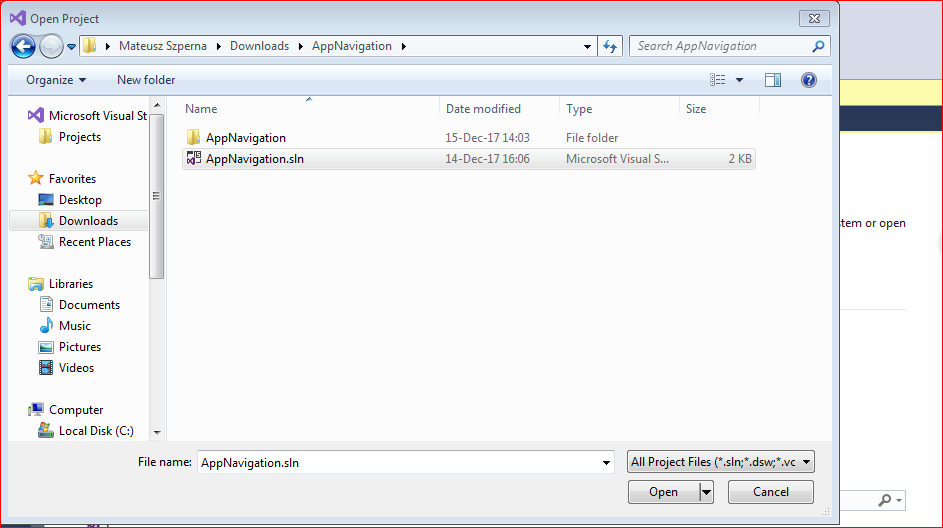 Open Project
Mateusz Szperna Downloads AppNavigation
Search AppNavigation
Organize New folder
Name Date modified Type Size
AppNavigation 15-Dec-17 14:03 File folder
AppNavigation.sln 14-Dec-17 16:06 Microsoft Visual S... 2 KB
Microsoft Visual St
Projects
Favorites
Desktop
Downloads
Recent Places
Libraries
Documents
Music
Pictures
Videos
Computer
Local Disk (C:)
stem or open
File name: AppNavigation.sln All Project Files (*.sln;*.dsw;*.vc
Open Cancel